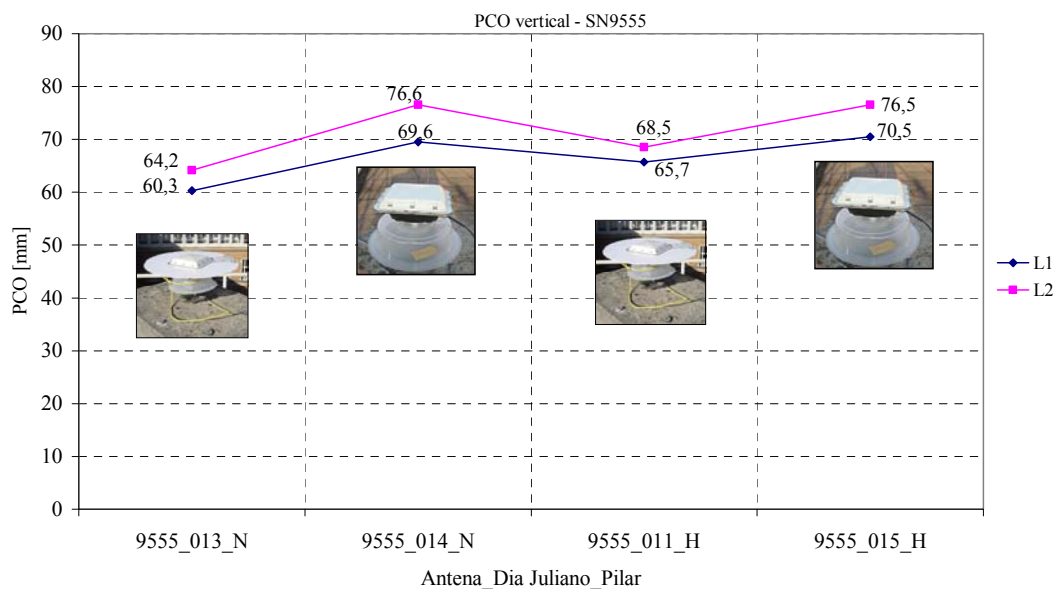 PCO vertical - SN9555
90
80
70
60
50
40
30
20
10
0
PCO [mm]
64,2
60,3
76,6
69,6
68,5
65,7
76,5
70,5
L1
L2
9555_013_N
9555_014_N
9555_011_H
9555_015_H
Antena_Dia Juliano_Pilar